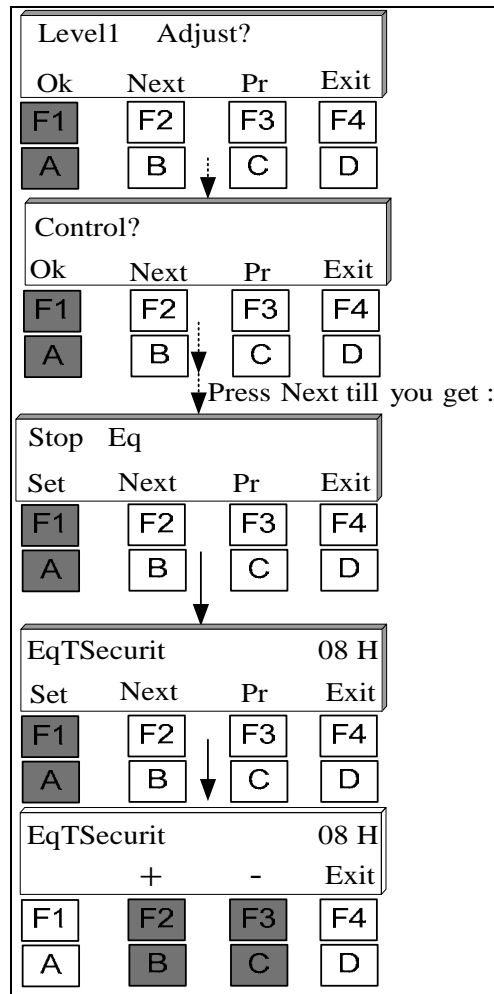 Level1 Adjust?
Ok Next Pr Exit
F1 F2 F3 F4
A B C D
Control?
Ok Next Pr Exit
F1 F2 F3 F4
A B C D
Press Next till you get :
Stop Eq
Set Next Pr Exit
F1 F2 F3 F4
A B C D
EqTSecurit 08 H
Set Next Pr Exit
F1 F2 F3 F4
A B C D
EqTSecurit 08 H
+ - Exit
F1 F2 F3 F4
A B C D